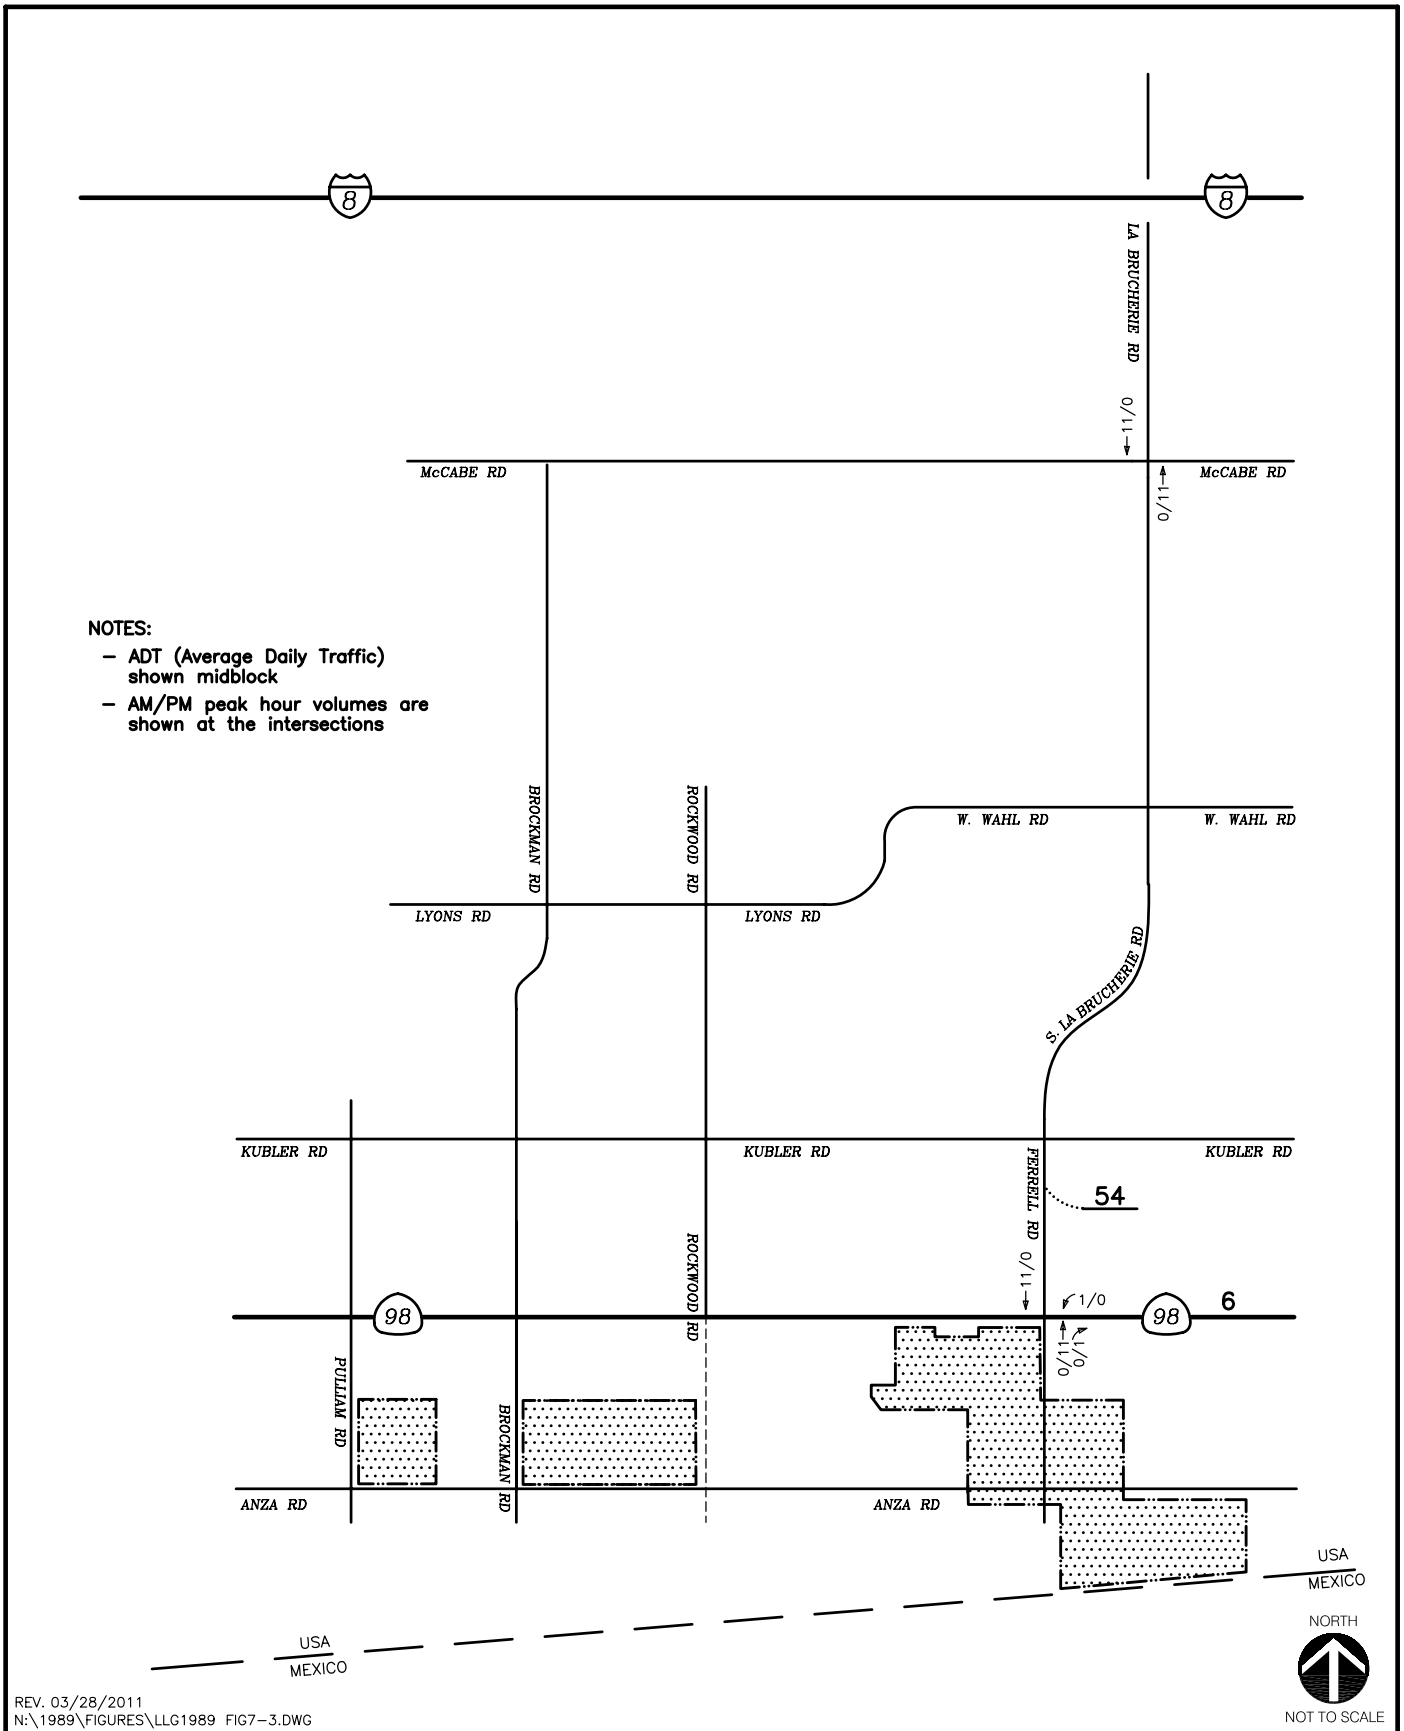 8
8
LA BRUCHERIE RD
11/0
McCABE RD
McCABE RD
0/11
NOTES:
- ADT (Average Daily Traffic)
shown midblock
- AM/PM peak hour volumes are
shown at the intersections
BROCKMAN RD
ROCKWOOD RD
W. WAHL RD
W. WAHL RD
LYONS RD
LYONS RD
S. LA BRUCHERIE RD
KUBLER RD
KUBLER RD
KUBLER RD
FERRELL RD
54
ROCKWOOD RD
11/0
1/0
98
98
6
0/11
0/1
PULLIAM RD
BROCKMAN RD
ANZA RD
ANZA RD
USA
MEXICO
USA
MEXICO
NORTH
NOT TO SCALE
REV. 03/28/2011
N:\1989\FIGURES\LLG1989 FIG7-3.DWG